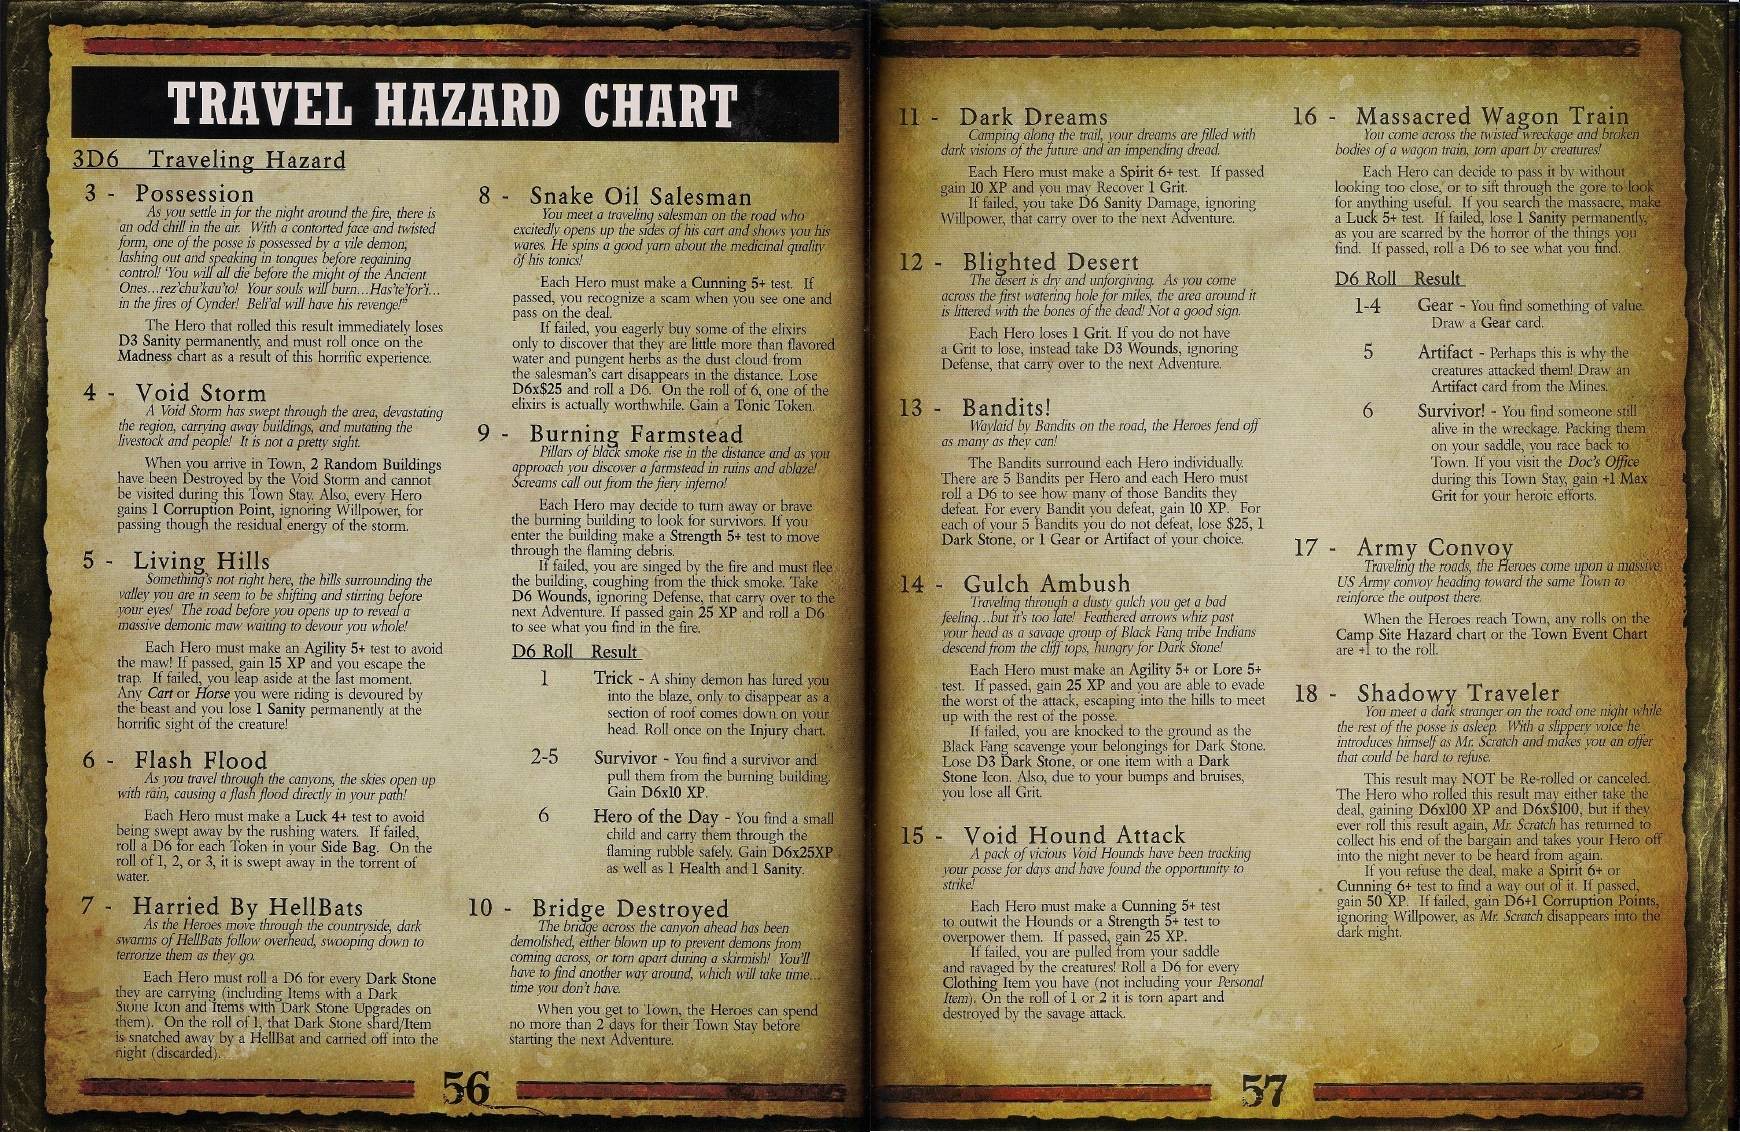 TRAVEL HAZARD CHART
3D6 Traveling Hazard
3 - Possession
As you settle in for the night around the fire, there is
an odd chill in the air. With a contorted face and twisted
form, one of the posse is possessed by a vile demon,
lashing out and speaking in tongues before regaining
control! "You will all die before the might of the Ancient
Ones...rez'chu'kau'to! Your souls will burn...Has'te'for'i...
in the fires of Cynder! Beli'al will have his revenge!"
The Hero that rolled this result immediately loses
D3 Sanity permanently, and must roll once on the
Madness chart as a result of this horrific experience.
4 - Void Storm
A Void Storm has swept through the area, devastating
the region, carrying away buildings, and mutating the
livestock and people! It is not a pretty sight.
When you arrive in Town, 2 Random Buildings
have been Destroyed by the Void Storm and cannot
be visited during this Town Stay. Also, every Hero
gains 1 Corruption Point, ignoring Willpower, for
passing though the residual energy of the storm.
5 - Living Hills
Something's not right here, the hills surrounding the
valley you are in seem to be shifting and stirring before
your eyes! The road before you opens up to reveal a
massive demonic maw waiting to devour you whole!
Each Hero must make an Agility 5+ test to avoid
the maw! If passed, gain 15 XP and you escape the
trap. If failed, you leap aside at the last moment.
Any Cart or Horse you were riding is devoured by
the beast and you lose 1 Sanity permanently at the
horrific sight of the creature!
6 - Flash Flood
As you travel through the canyons, the skies open up
with rain, causing a flash flood directly in your path!
Each Hero must make a Luck 4+ test to avoid
being swept away by the rushing waters. If failed,
roll a D6 for each Token in your Side Bag. On the
roll of 1, 2, or 3, it is swept away in the torrent of
water.
7 - Harried By HellBats
As the Heroes move through the countryside, dark
swarms of HellBats follow overhead, swooping down to
terrorize them as they go.
Each Hero must roll a D6 for every Dark Stone
they are carrying (including Items with a Dark
Stone Icon and Items with Dark Stone Upgrades on
them). On the roll of 1, that Dark Stone shard/Item
is snatched away by a HellBat and carried off into the
night (discarded).
8 - Snake Oil Salesman
You meet a traveling salesman on the road who
excitedly opens up the sides of his cart and shows you his
wares. He spins a good yarn about the medicinal quality
of his tonics!
Each Hero must make a Cunning 5+ test. If
passed, you recognize a scam when you see one and
pass on the deal.
If failed, you eagerly buy some of the elixirs
only to discover that they are little more than flavored
water and pungent herbs as the dust cloud from
the salesman's cart disappears in the distance. Lose
D6x$25 and roll a D6. On the roll of 6, one of the
elixirs is actually worthwhile. Gain a Tonic Token.
9 - Burning Farmstead
Pillars of black smoke rise in the distance and as you
approach you discover a farmstead in ruins and ablaze!
Screams call out from the fiery inferno!
Each Hero may decide to turn away or brave
the burning building to look for survivors. If you
enter the building make a Strength 5+ test to move
through the flaming debris.
If failed, you are singed by the fire and must flee
the building, coughing from the thick smoke. Take
D6 Wounds, ignoring Defense, that carry over to the
next Adventure. If passed gain 25 XP and roll a D6
to see what you find in the fire.
D6 Roll Result
1 Trick - A shiny demon has lured you
into the blaze, only to disappear as a
section of roof comes down on your
head. Roll once on the Injury chart.
2-5 Survivor - You find a survivor and
pull them from the burning building.
Gain D6x10 XP.
6 Hero of the Day - You find a small
child and carry them through the
flaming rubble safely. Gain D6x25XP
as well as 1 Health and 1 Sanity.
10 - Bridge Destroyed
The bridge across the canyon ahead has been
demolished, either blown up to prevent demons from
coming across, or torn apart during a skirmish! You'll
have to find another way around, which will take time...
time you don't have.
When you get to Town, the Heroes can spend
no more than 2 days for their Town Stay before
starting the next Adventure.
56
11 - Dark Dreams
Camping along the trail, your dreams are filled with
dark visions of the future and an impending dread.
Each Hero must make a Spirit 6+ test. If passed
gain 10 XP and you may Recover 1 Grit.
If failed, you take D6 Sanity Damage, ignoring
Willpower, that carry over to the next Adventure.
12 - Blighted Desert
The desert is dry and unforgiving. As you come
across the first watering hole for miles, the area around it
is littered with the bones of the dead! Not a good sign.
Each Hero loses 1 Grit. If you do not have
a Grit to lose, instead take D3 Wounds, ignoring
Defense, that carry over to the next Adventure.
13 - Bandits!
Waylaid by Bandits on the road, the Heroes fend off
as many as they can!
The Bandits surround each Hero individually.
There are 5 Bandits per Hero and each Hero must
roll a D6 to see how many of those Bandits they
defeat. For every Bandit you defeat, gain 10 XP. For
each of your 5 Bandits you do not defeat, lose $25, 1
Dark Stone, or 1 Gear or Artifact of your choice.
14 - Gulch Ambush
Traveling through a dusty gulch you get a bad
feeling...but it's too late! Feathered arrows whiz past
your head as a savage group of Black Fang tribe Indians
descend from the cliff tops, hungry for Dark Stone!
Each Hero must make an Agility 5+ or Lore 5+
test. If passed, gain 25 XP and you are able to evade
the worst of the attack, escaping into the hills to meet
up with the rest of the posse.
If failed, you are knocked to the ground as the
Black Fang scavenge your belongings for Dark Stone.
Lose D3 Dark Stone, or one item with a Dark
Stone Icon. Also, due to your bumps and bruises,
you lose all Grit.
15 - Void Hound Attack
A pack of vicious Void Hounds have been tracking
your posse for days and have found the opportunity to
strike!
Each Hero must make a Cunning 5+ test
to outwit the Hounds or a Strength 5+ test to
overpower them. If passed, gain 25 XP.
If failed, you are pulled from your saddle
and ravaged by the creatures! Roll a D6 for every
Clothing Item you have (not including your Personal
Item). On the roll of 1 or 2 it is torn apart and
destroyed by the savage attack.
16 - Massacred Wagon Train
You come across the twisted wreckage and broken
bodies of a wagon train, torn apart by creatures!
Each Hero can decide to pass it by without
looking too close, or to sift through the gore to look
for anything useful. If you search the massacre, make
a Luck 5+ test. If failed, lose 1 Sanity permanently,
as you are scarred by the horror of the things you
find. If passed, roll a D6 to see what you find.
D6 Roll Result
1-4 Gear - You find something of value.
Draw a Gear card.
5 Artifact - Perhaps this is why the
creatures attacked them! Draw an
Artifact card from the Mines.
6 Survivor! - You find someone still
alive in the wreckage. Packing them
on your saddle, you race back to
Town. If you visit the Doc's Office
during this Town Stay, gain +1 Max
Grit for your heroic efforts.
17 - Army Convoy
Traveling the roads, the Heroes come upon a massive
US Army convoy heading toward the same Town to
reinforce the outpost there.
When the Heroes reach Town, any rolls on the
Camp Site Hazard chart or the Town Event Chart
are +1 to the roll.
18 - Shadowy Traveler
You meet a dark stranger on the road one night while
the rest of the posse is asleep. With a slippery voice he
introduces himself as Mr. Scratch and makes you an offer
that could be hard to refuse.
This result may NOT be Re-rolled or canceled.
The Hero who rolled this result may either take the
deal, gaining D6x100 XP and D6x$100, but if they
ever roll this result again, Mr. Scratch has returned to
collect his end of the bargain and takes your Hero off
into the night never to be heard from again.
If you refuse the deal, make a Spirit 6+ or
Cunning 6+ test to find a way out of it. If passed,
gain 50 XP. If failed, gain D6+1 Corruption Points,
ignoring Willpower, as Mr. Scratch disappears into the
dark night.
57